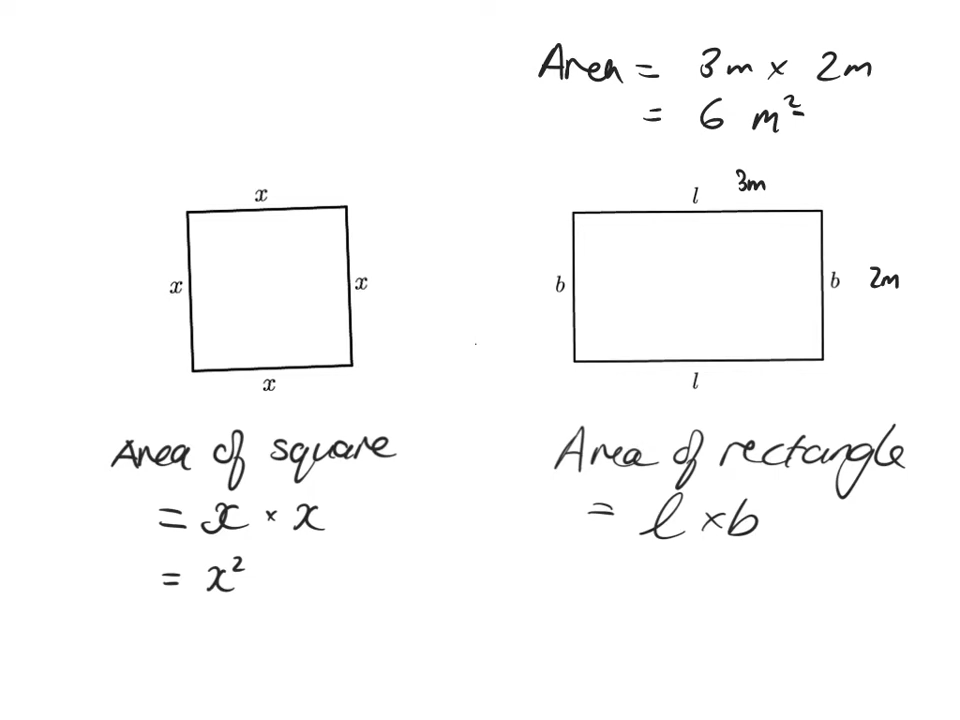 Area = 3m × 2m
= 6 m²
x
x
x
x
l 3m
b
b 2m
l
Area of square
= x × x
= x²
Area of rectangle
= l × b